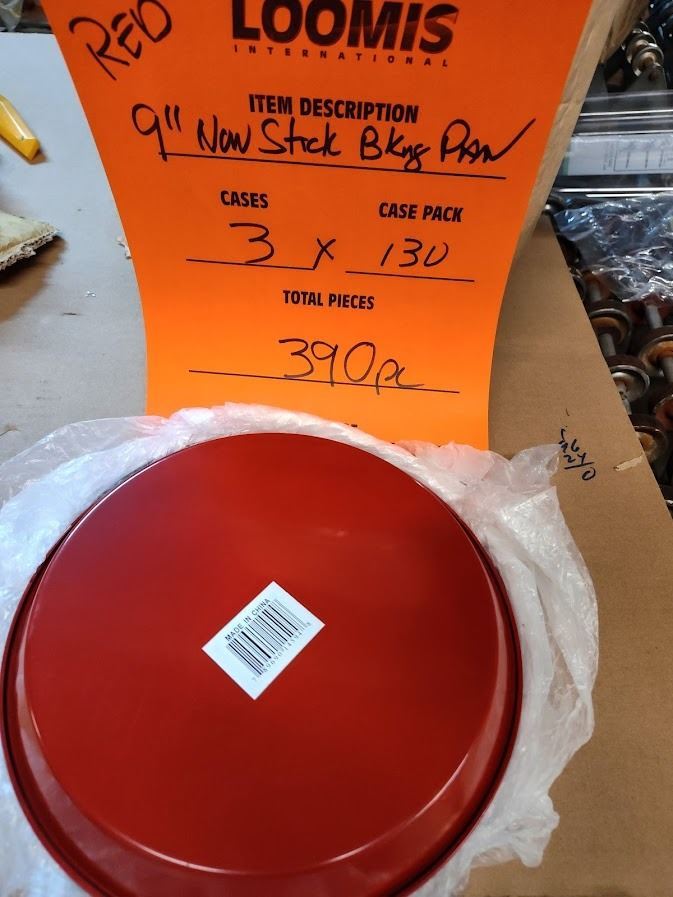 RED
LOOMIS
INTERNATIONAL
ITEM DESCRIPTION
9" Non Stick Bkng Pan
CASES
CASE PACK
3 x 130
TOTAL PIECES
390pc
MADE IN CHINA